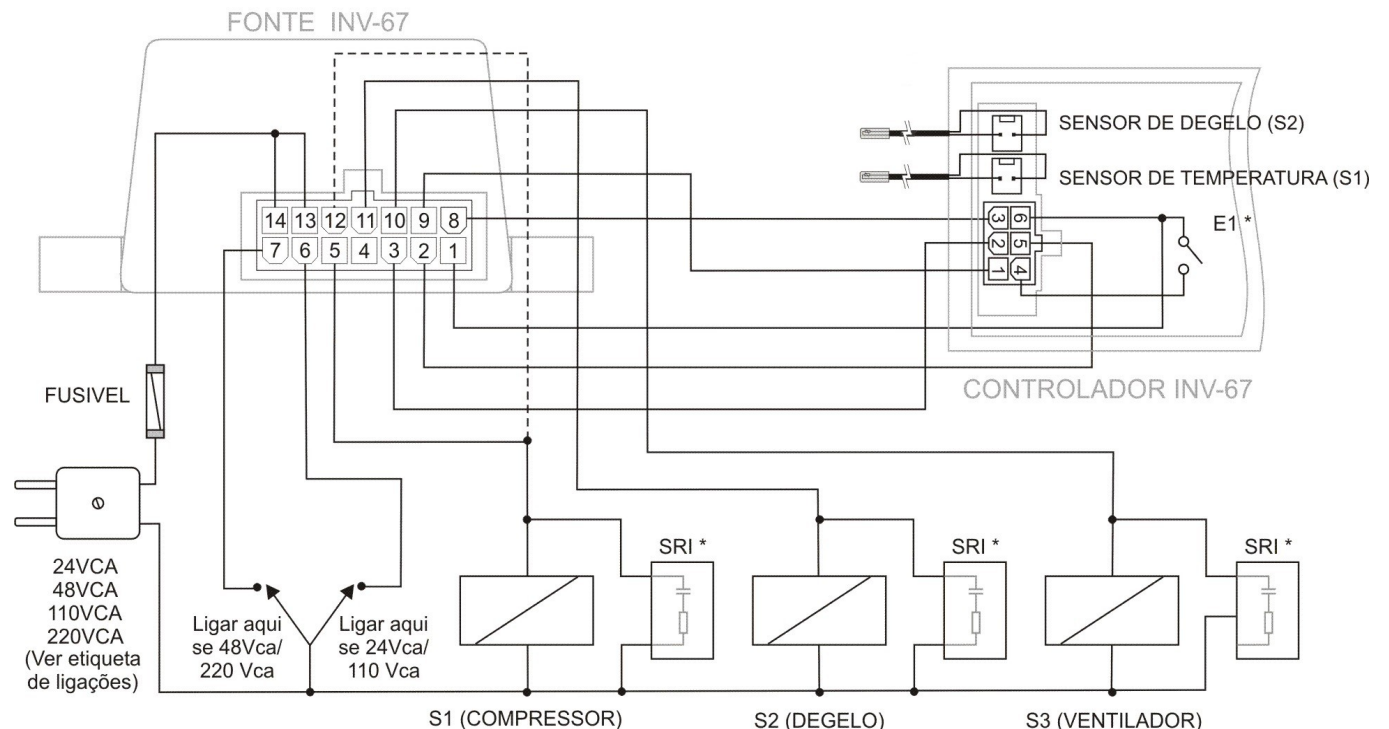 FONTE INV-67
SENSOR DE DEGELO (S2)
SENSOR DE TEMPERATURA (S1)
14 13 12 11 10 9 8
7 6 5 4 3 2 1
3 6
2 5
1 4
E1 *
CONTROLADOR INV-67
FUSIVEL
24VCA
48VCA
110VCA
220VCA
(Ver etiqueta
de ligações)
Ligar aqui
se 48Vca/
220 Vca
Ligar aqui
se 24Vca/
110 Vca
SRI *
SRI *
SRI *
S1 (COMPRESSOR)
S2 (DEGELO)
S3 (VENTILADOR)